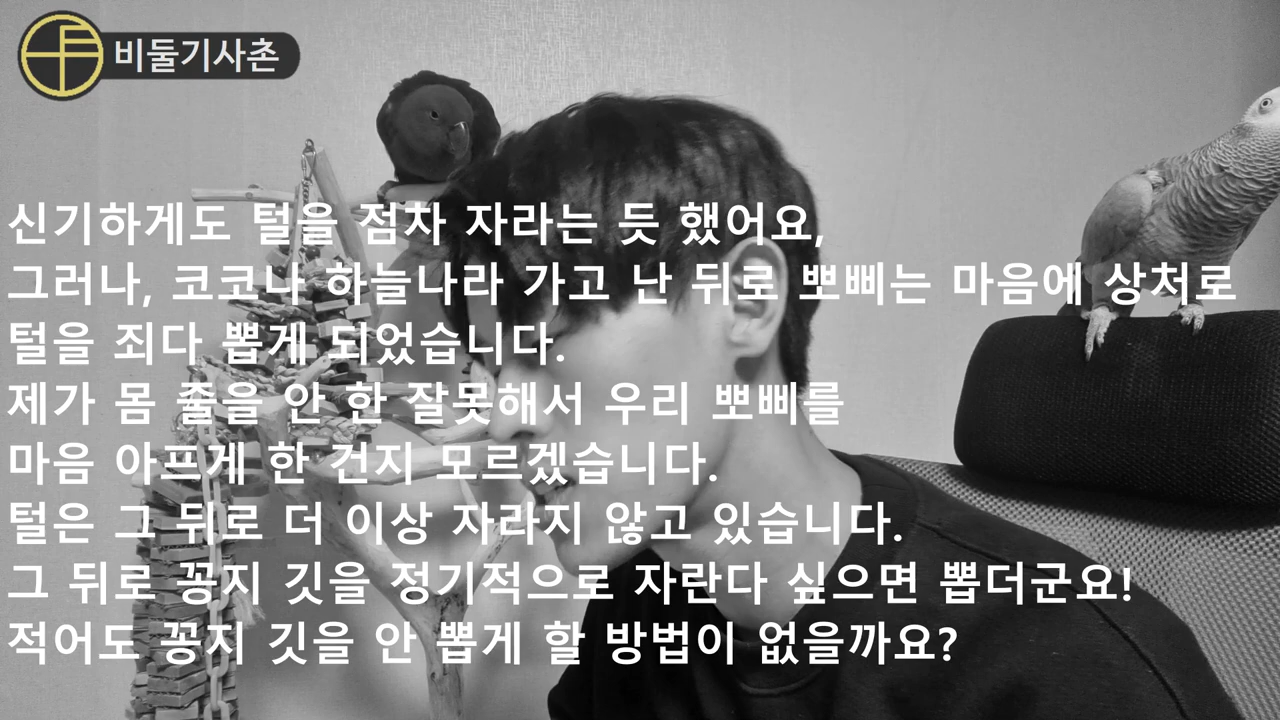 비둘기사촌
신기하게도 털을 점차 자라는 듯 했어요,
그러나, 코코나 하늘나라 가고 난 뒤로 뽀삐는 마음에 상처로
털을 죄다 뽑게 되었습니다.
제가 몸 줄을 안 한 잘못해서 우리 뽀삐를
마음 아프게 한 건지 모르겠습니다.
털은 그 뒤로 더 이상 자라지 않고 있습니다.
그 뒤로 꽁지 깃을 정기적으로 자란다 싶으면 뽑더군요!
적어도 꽁지 깃을 안 뽑게 할 방법이 없을까요?